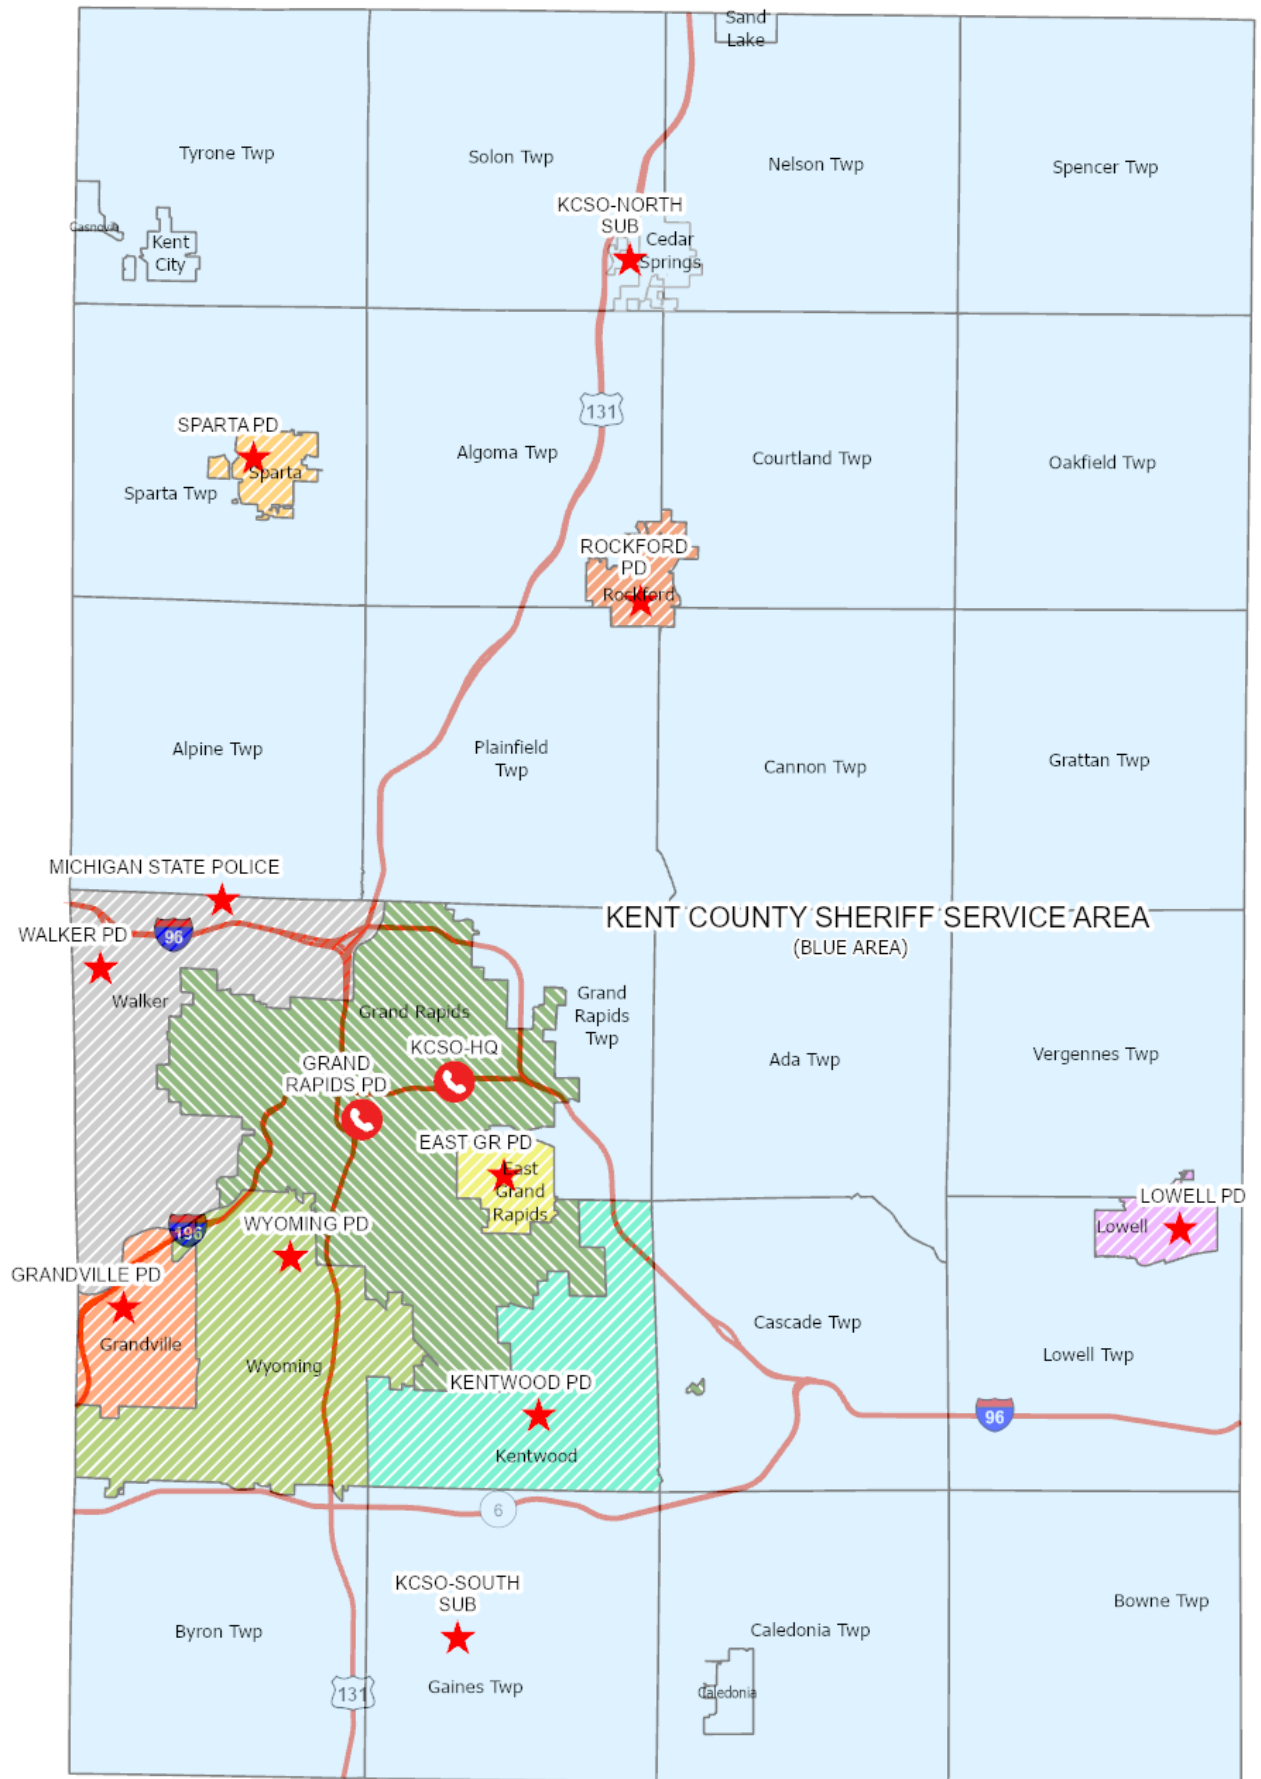 Sand
Lake
Tyrone Twp
Solon Twp
Nelson Twp
Spencer Twp
KCSO-NORTH
SUB
Casnovia
Kent
City
Cedar
Springs
131
SPARTA PD
Sparta
Sparta Twp
Algoma Twp
Courtland Twp
Oakfield Twp
ROCKFORD
PD
Rockford
Alpine Twp
Plainfield
Twp
Cannon Twp
Grattan Twp
MICHIGAN STATE POLICE
KENT COUNTY SHERIFF SERVICE AREA
(BLUE AREA)
WALKER PD
96
Walker
Grand Rapids
Grand
Rapids
Twp
KCSO-HQ
GRAND
RAPIDS PD
Ada Twp
Vergennes Twp
EAST GR PD
East
Grand
Rapids
LOWELL PD
Lowell
196
WYOMING PD
GRANDVILLE PD
Grandville
Wyoming
Cascade Twp
Lowell Twp
KENTWOOD PD
Kentwood
96
6
KCSO-SOUTH
SUB
Byron Twp
Gaines Twp
Caledonia Twp
Bowne Twp
Caledonia
131